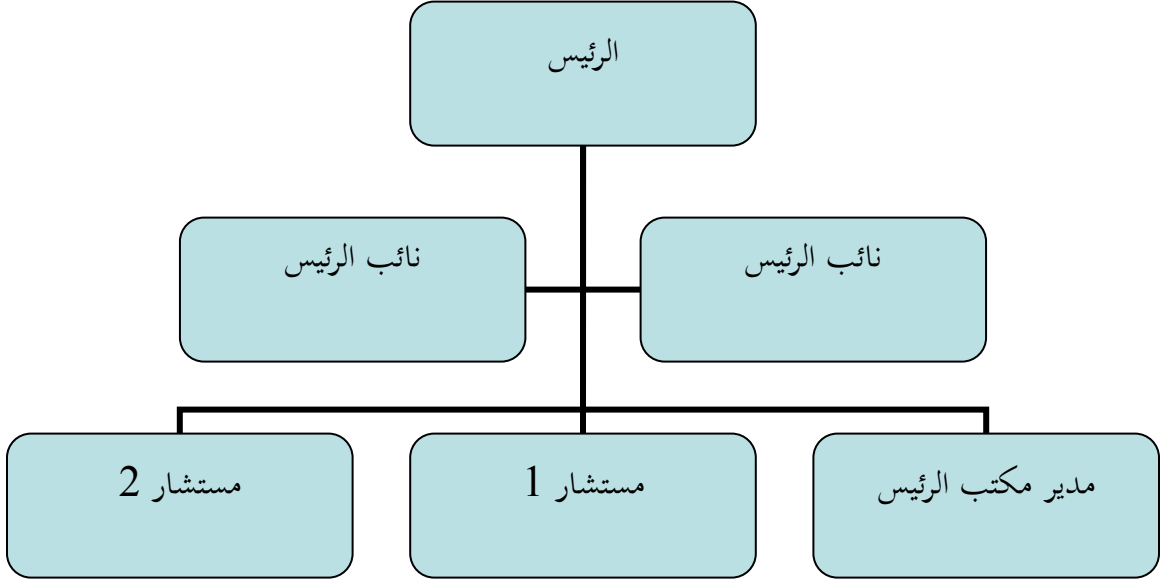 الرئيس
نائب الرئيس
نائب الرئيس
مدير مكتب الرئيس
مستشار 1
مستشار 2